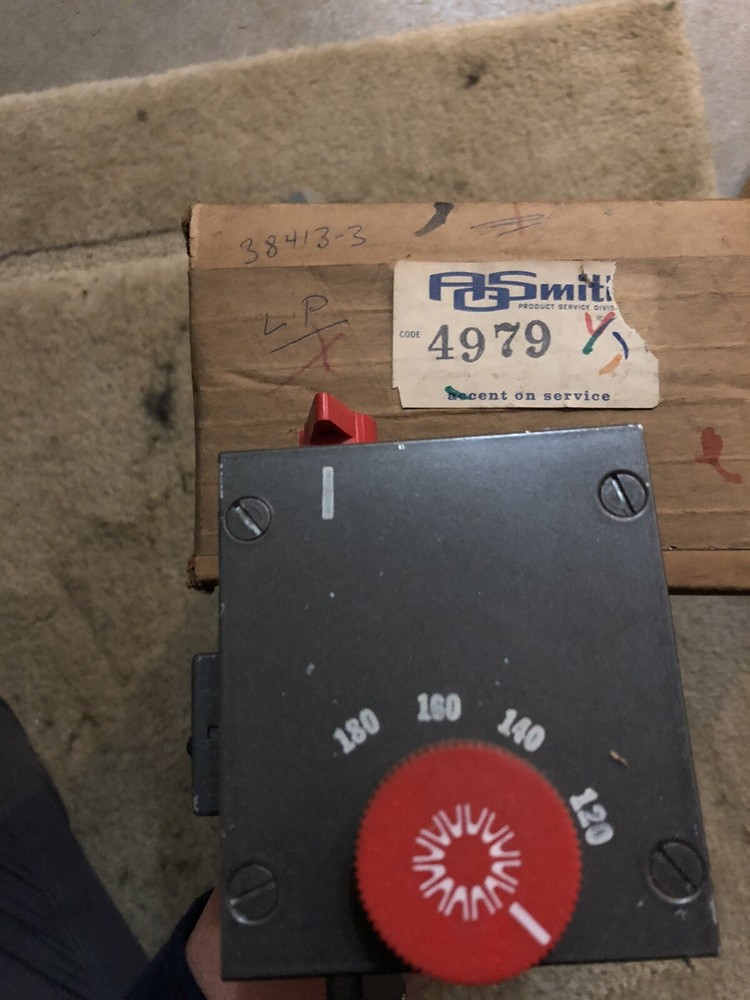 38413-3
LP
AOSmit
PRODUCT SERVICE DIVIS
CODE 4979
accent on service
180 160 140 120